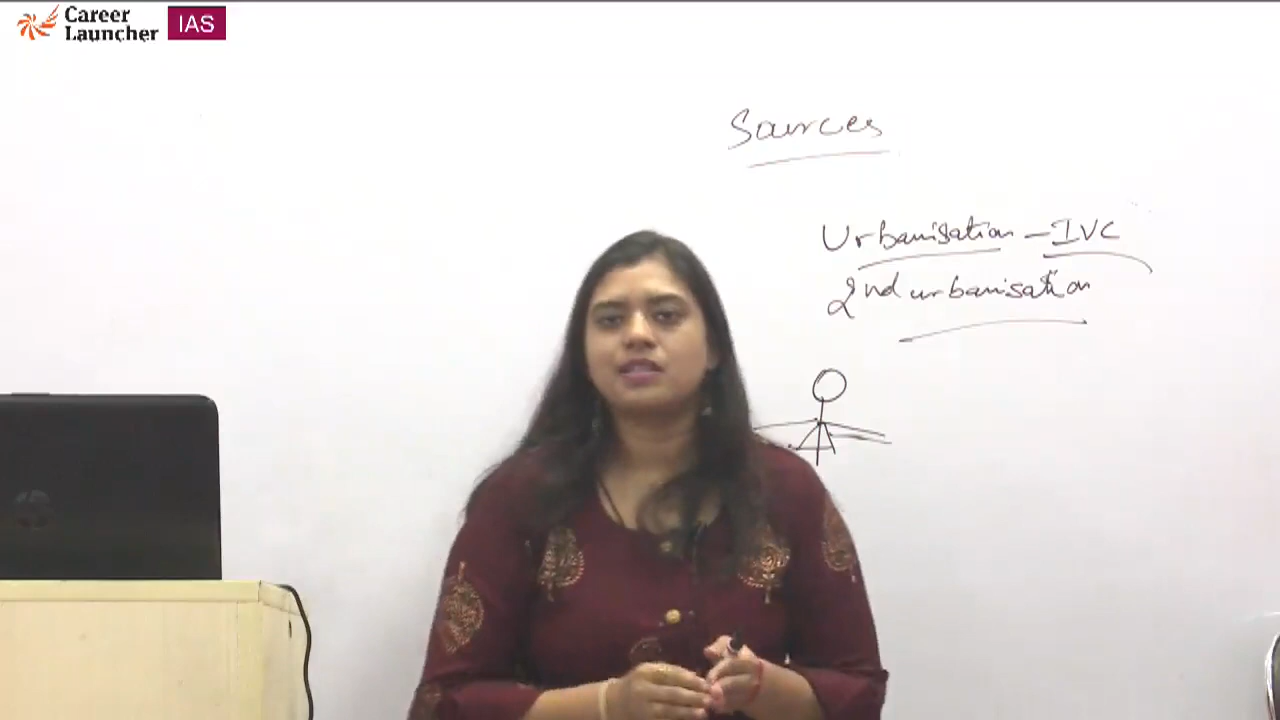 Career
Launcher
IAS
Sources
Urbanisation - IVC
2nd urbanisation